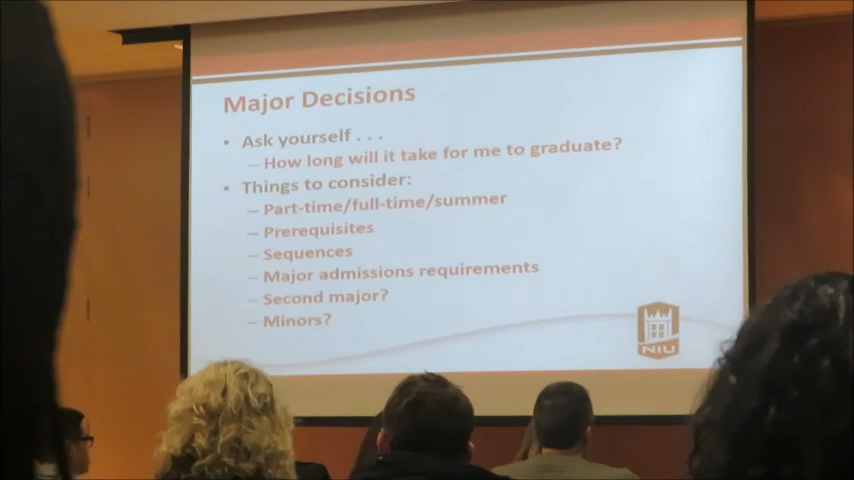 Major Decisions
• Ask yourself . . .
– How long will it take for me to graduate?
• Things to consider:
– Part-time/full-time/summer
– Prerequisites
– Sequences
– Major admissions requirements
– Second major?
– Minors?
NIU